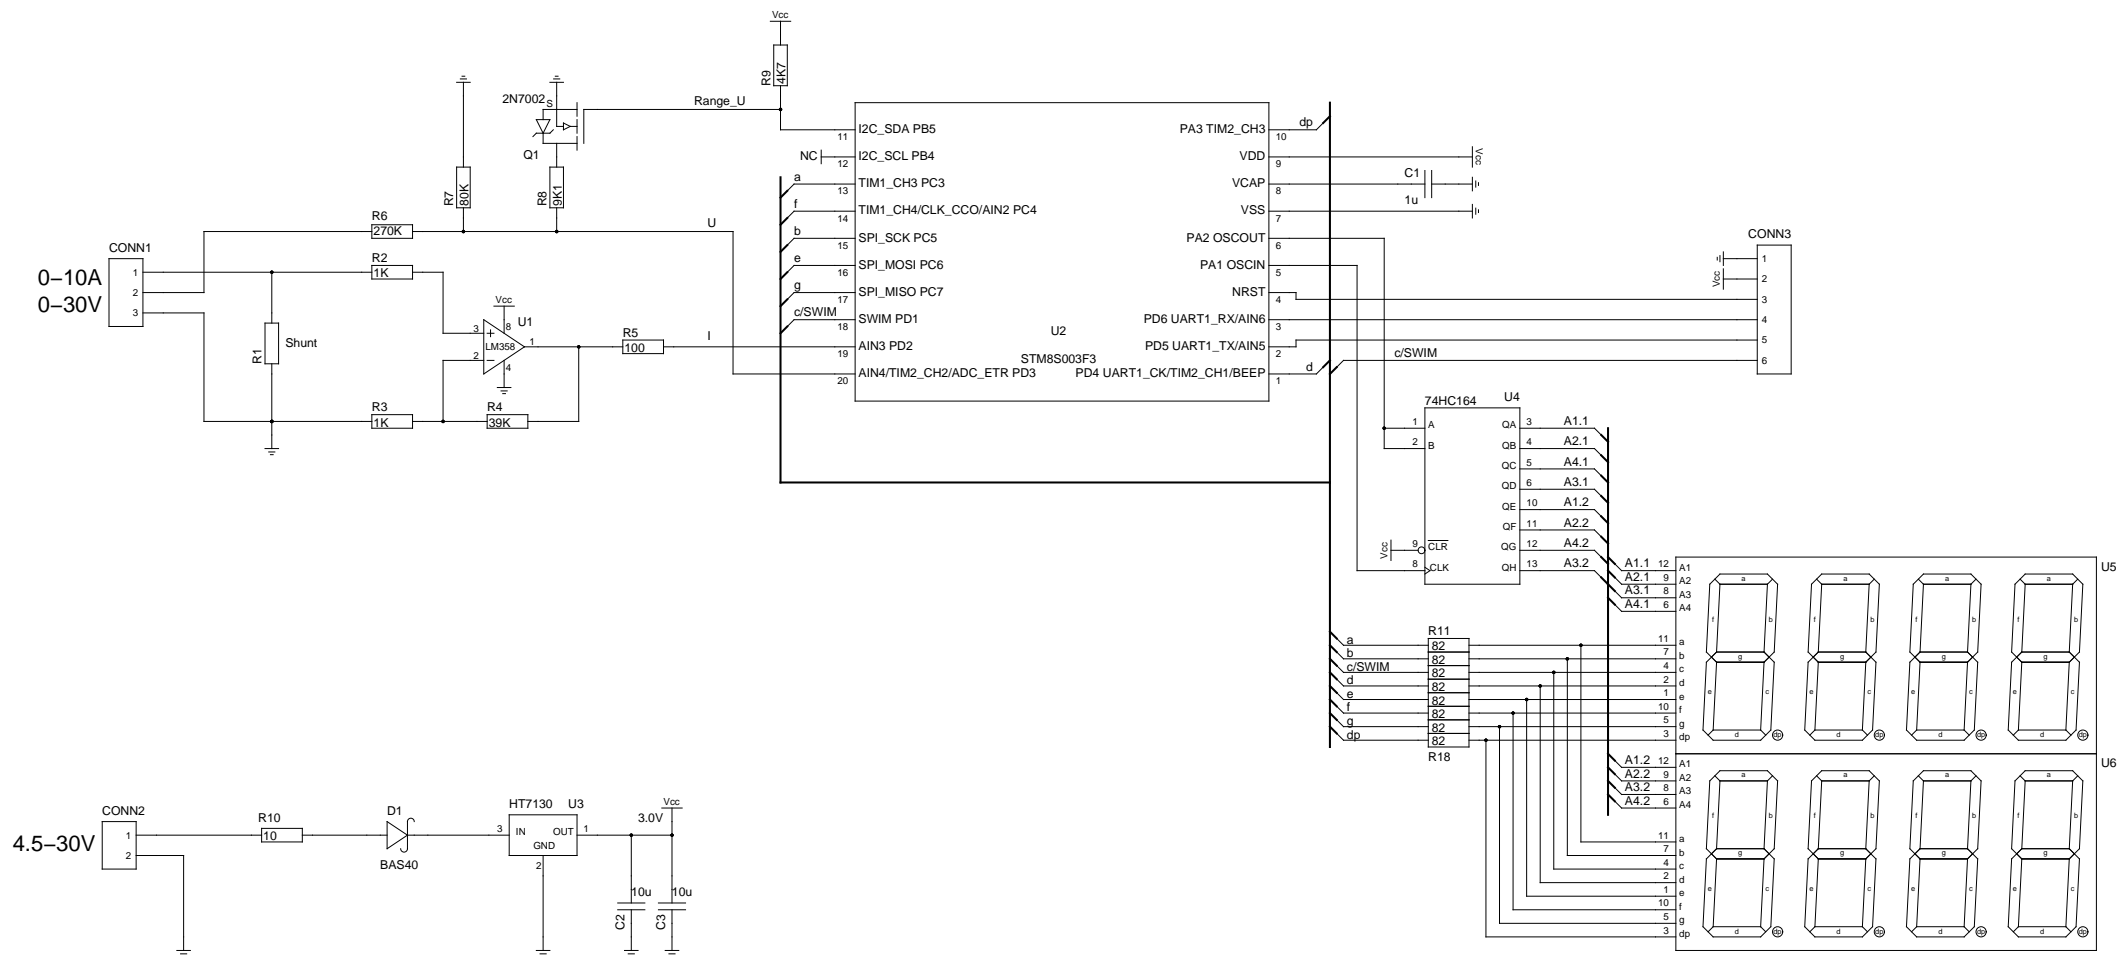 Vcc
R9
4K7
2N7002
S
Q1
Range_U
R7
80K
R8
9K1
R6
270K
U
CONN1
0–10A
0–30V
1
2
3
R2
1K
R1
Shunt
Vcc
8
U1
3
+
LM358
1
2
−
4
R3
1K
R4
39K
R5
100
I
I2C_SDA PB5
11
NC
I2C_SCL PB4
12
a
TIM1_CH3 PC3
13
f
TIM1_CH4/CLK_CCO/AIN2 PC4
14
b
SPI_SCK PC5
15
e
SPI_MOSI PC6
16
g
SPI_MISO PC7
17
c/SWIM
SWIM PD1
18
AIN3 PD2
19
AIN4/TIM2_CH2/ADC_ETR PD3
20
U2
STM8S003F3
PA3 TIM2_CH3
10
dp
VDD
9
Vcc
VCAP
8
C1
1u
VSS
7
PA2 OSCOUT
6
PA1 OSCIN
5
NRST
4
PD6 UART1_RX/AIN6
3
PD5 UART1_TX/AIN5
2
PD4 UART1_CK/TIM2_CH1/BEEP
1
d
c/SWIM
CONN3
1
Vcc
2
3
4
5
6
74HC164
U4
1
A
2
B
Vcc
9
CLR
8
CLK
QA 3 A1.1
QB 4 A2.1
QC 5 A4.1
QD 6 A3.1
QE 10 A1.2
QF 11 A2.2
QG 12 A4.2
QH 13 A3.2
A1.1 12 A1
A2.1 9 A2
A3.1 8 A3
A4.1 6 A4
U5
R11
a 82 11 a
b 82 7 b
c/SWIM 82 4 c
d 82 2 d
e 82 1 e
f 82 10 f
g 82 5 g
dp 82 3 dp
R18
a a a a
f b f b f b f b
g g g g
e c e c e c e c
d dp d dp d dp d dp
U6
A1.2 12 A1
A2.2 9 A2
A3.2 8 A3
A4.2 6 A4
11 a
7 b
4 c
2 d
1 e
10 f
5 g
3 dp
a a a a
f b f b f b f b
g g g g
e c e c e c e c
d dp d dp d dp d dp
CONN2
4.5–30V
1
2
R10
10
D1
BAS40
HT7130
U3
3
IN
OUT
1
GND
2
3.0V
Vcc
10u
C2
10u
C3